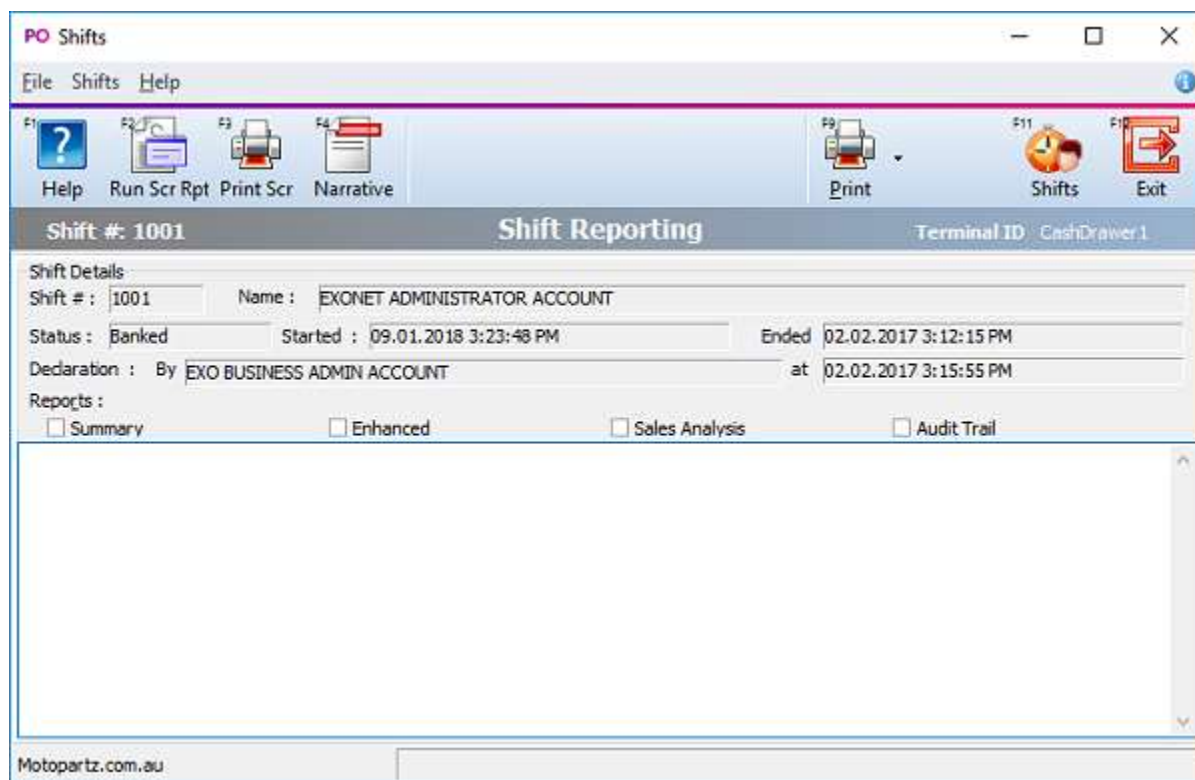 PO Shifts
File Shifts Help
F1 F2 F3 F4 F9 F11 F12
Help Run Scr Rpt Print Scr Narrative Print Shifts Exit
Shift #: 1001 Shift Reporting Terminal ID CashDrawer1
Shift Details
Shift # : 1001 Name : EXONET ADMINISTRATOR ACCOUNT
Status : Banked Started : 09.01.2018 3:23:48 PM Ended 02.02.2017 3:12:15 PM
Declaration : By EXO BUSINESS ADMIN ACCOUNT at 02.02.2017 3:15:55 PM
Reports :
Summary Enhanced Sales Analysis Audit Trail
Motopartz.com.au